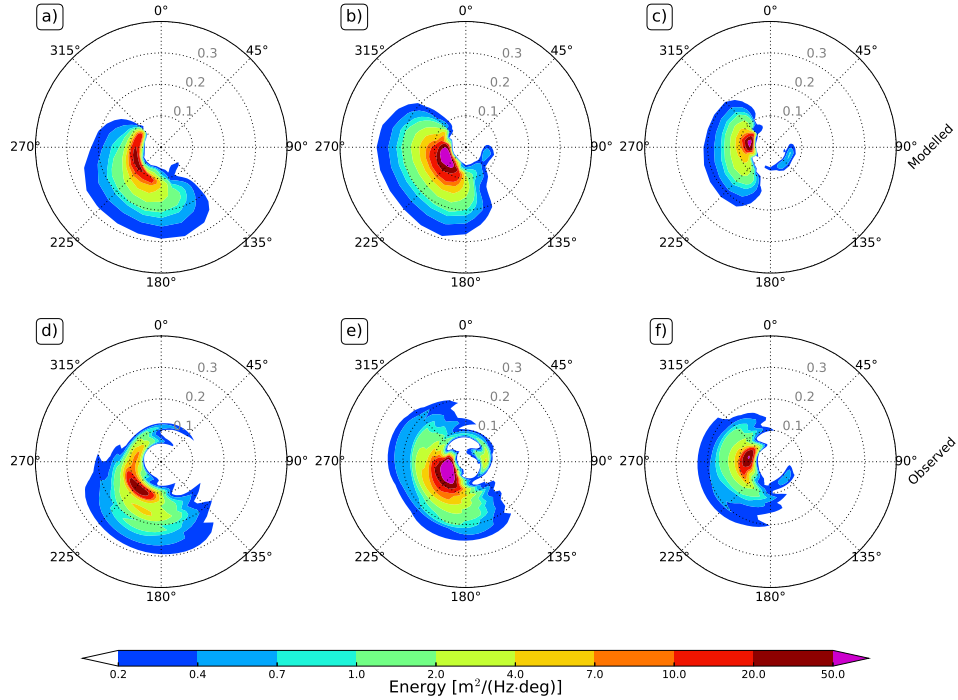 a) 0° b) 0° c) 0°
315° 45° 315° 45° 315° 45°
0.3 0.3 0.3
0.2 0.2 0.2
0.1 0.1 0.1
270° 90° 270° 90° 270° 90° Modelled
225° 135° 225° 135° 225° 135°
180° 180° 180°
d) 0° e) 0° f) 0°
315° 45° 315° 45° 315° 45°
0.3 0.3 0.3
0.2 0.2 0.2
0.1 0.1 0.1
270° 90° 270° 90° 270° 90° Observed
225° 135° 225° 135° 225° 135°
180° 180° 180°
0.2 0.4 0.7 1.0 2.0 4.0 7.0 10.0 20.0 50.0
Energy [m²/(Hz·deg)]